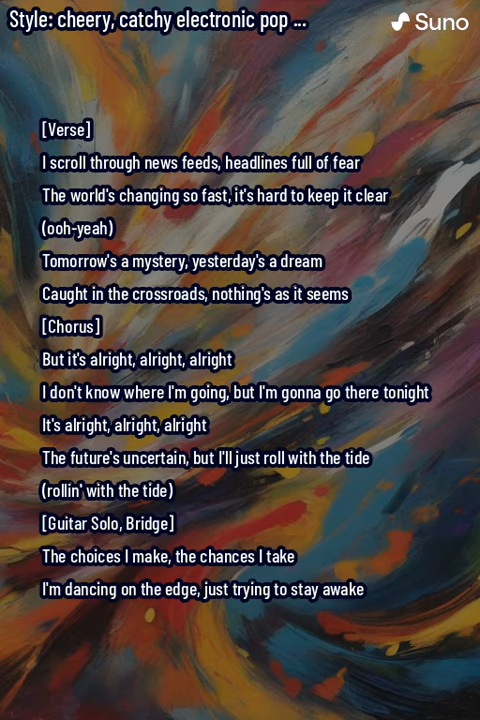 Style: cheery, catchy electronic pop ...
Suno
[Verse]
I scroll through news feeds, headlines full of fear
The world's changing so fast, it's hard to keep it clear
(ooh-yeah)
Tomorrow's a mystery, yesterday's a dream
Caught in the crossroads, nothing's as it seems
[Chorus]
But it's alright, alright, alright
I don't know where I'm going, but I'm gonna go there tonight
It's alright, alright, alright
The future's uncertain, but I'll just roll with the tide
(rollin' with the tide)
[Guitar Solo, Bridge]
The choices I make, the chances I take
I'm dancing on the edge, just trying to stay awake